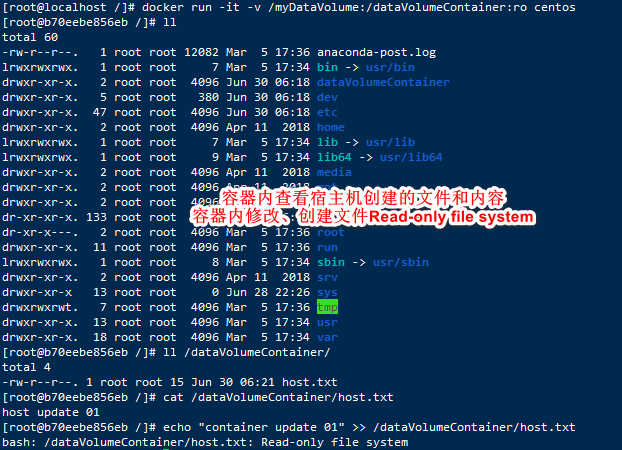 [root@localhost /]# docker run -it -v /myDataVolume:/dataVolumeContainer:ro centos
[root@b70eebe856eb /]# ll
total 60
-rw-r--r--.   1 root root 12082 Mar  5 17:36 anaconda-post.log
lrwxrwxrwx.   1 root root     7 Mar  5 17:34 bin -> usr/bin
drwxr-xr-x.   2 root root  4096 Jun 30 06:18 dataVolumeContainer
drwxr-xr-x.   5 root root   380 Jun 30 06:18 dev
drwxr-xr-x.  47 root root  4096 Jun 30 06:18 etc
drwxr-xr-x.   2 root root  4096 Apr 11  2018 home
lrwxrwxrwx.   1 root root     7 Mar  5 17:34 lib -> usr/lib
lrwxrwxrwx.   1 root root     9 Mar  5 17:34 lib64 -> usr/lib64
drwxr-xr-x.   2 root root  4096 Apr 11  2018 media
drwxr-xr-x.   2 root root  4096 Apr 11  2018
drwxr-xr-x.   2
容器内查看宿主机创建的文件和内容
dr-xr-xr-x. 133
容器内修改、创建文件Read-only file system
dr-xr-x---.   2 root root  4096 Mar  5 17:36 root
drwxr-xr-x.  11 root root  4096 Mar  5 17:36 run
lrwxrwxrwx.   1 root root     8 Mar  5 17:34 sbin -> usr/sbin
drwxr-xr-x.   2 root root  4096 Apr 11  2018 srv
drwxr-xr-x   13 root root     0 Jun 28 22:26 sys
drwxrwxrwt.   7 root root  4096 Mar  5 17:36 tmp
drwxr-xr-x.  13 root root  4096 Mar  5 17:34 usr
drwxr-xr-x.  18 root root  4096 Mar  5 17:34 var
[root@b70eebe856eb /]# ll /dataVolumeContainer/
total 4
-rw-r--r--. 1 root root 15 Jun 30 06:21 host.txt
[root@b70eebe856eb /]# cat /dataVolumeContainer/host.txt
host update 01
[root@b70eebe856eb /]# echo "container update 01" >> /dataVolumeContainer/host.txt
bash: /dataVolumeContainer/host.txt: Read-only file system